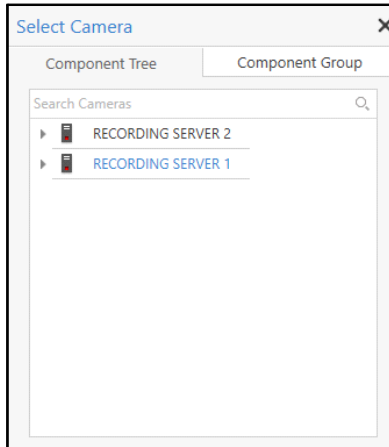 Select Camera
Component Tree Component Group
Search Cameras
RECORDING SERVER 2
RECORDING SERVER 1